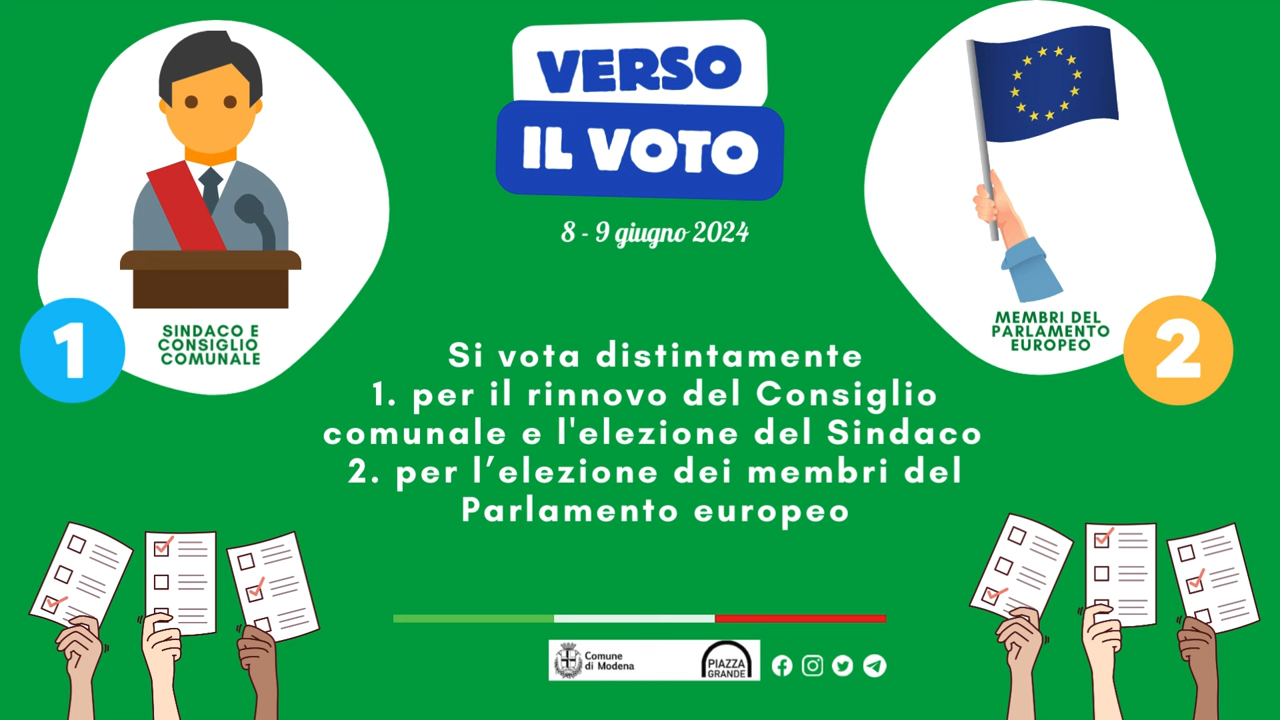 VERSO
IL VOTO
8 - 9 giugno 2024
1
SINDACO E
CONSIGLIO
COMUNALE
MEMBRI DEL
PARLAMENTO
EUROPEO
2
Si vota distintamente
1. per il rinnovo del Consiglio
comunale e l'elezione del Sindaco
2. per l’elezione dei membri del
Parlamento europeo
Comune
di Modena
PIAZZA
GRANDE